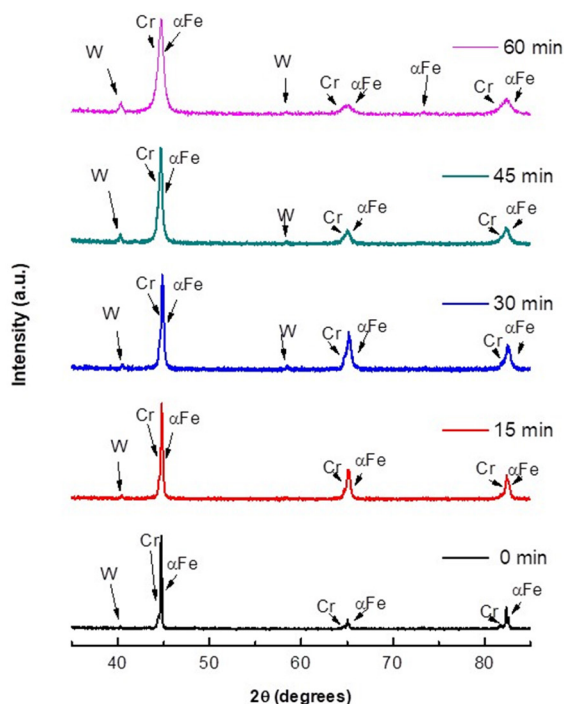 Cr αFe
60 min
W
W
αFe
Cr αFe
Cr αFe
Cr αFe
45 min
W
W
Cr αFe
Cr αFe
Cr αFe
30 min
W
W
Cr αFe
Cr αFe
Cr αFe
15 min
W
Cr αFe
Cr αFe
Cr
αFe
0 min
W
Cr αFe
Cr αFe
Intensity (a.u.)
40 50 60 70 80
2θ (degrees)